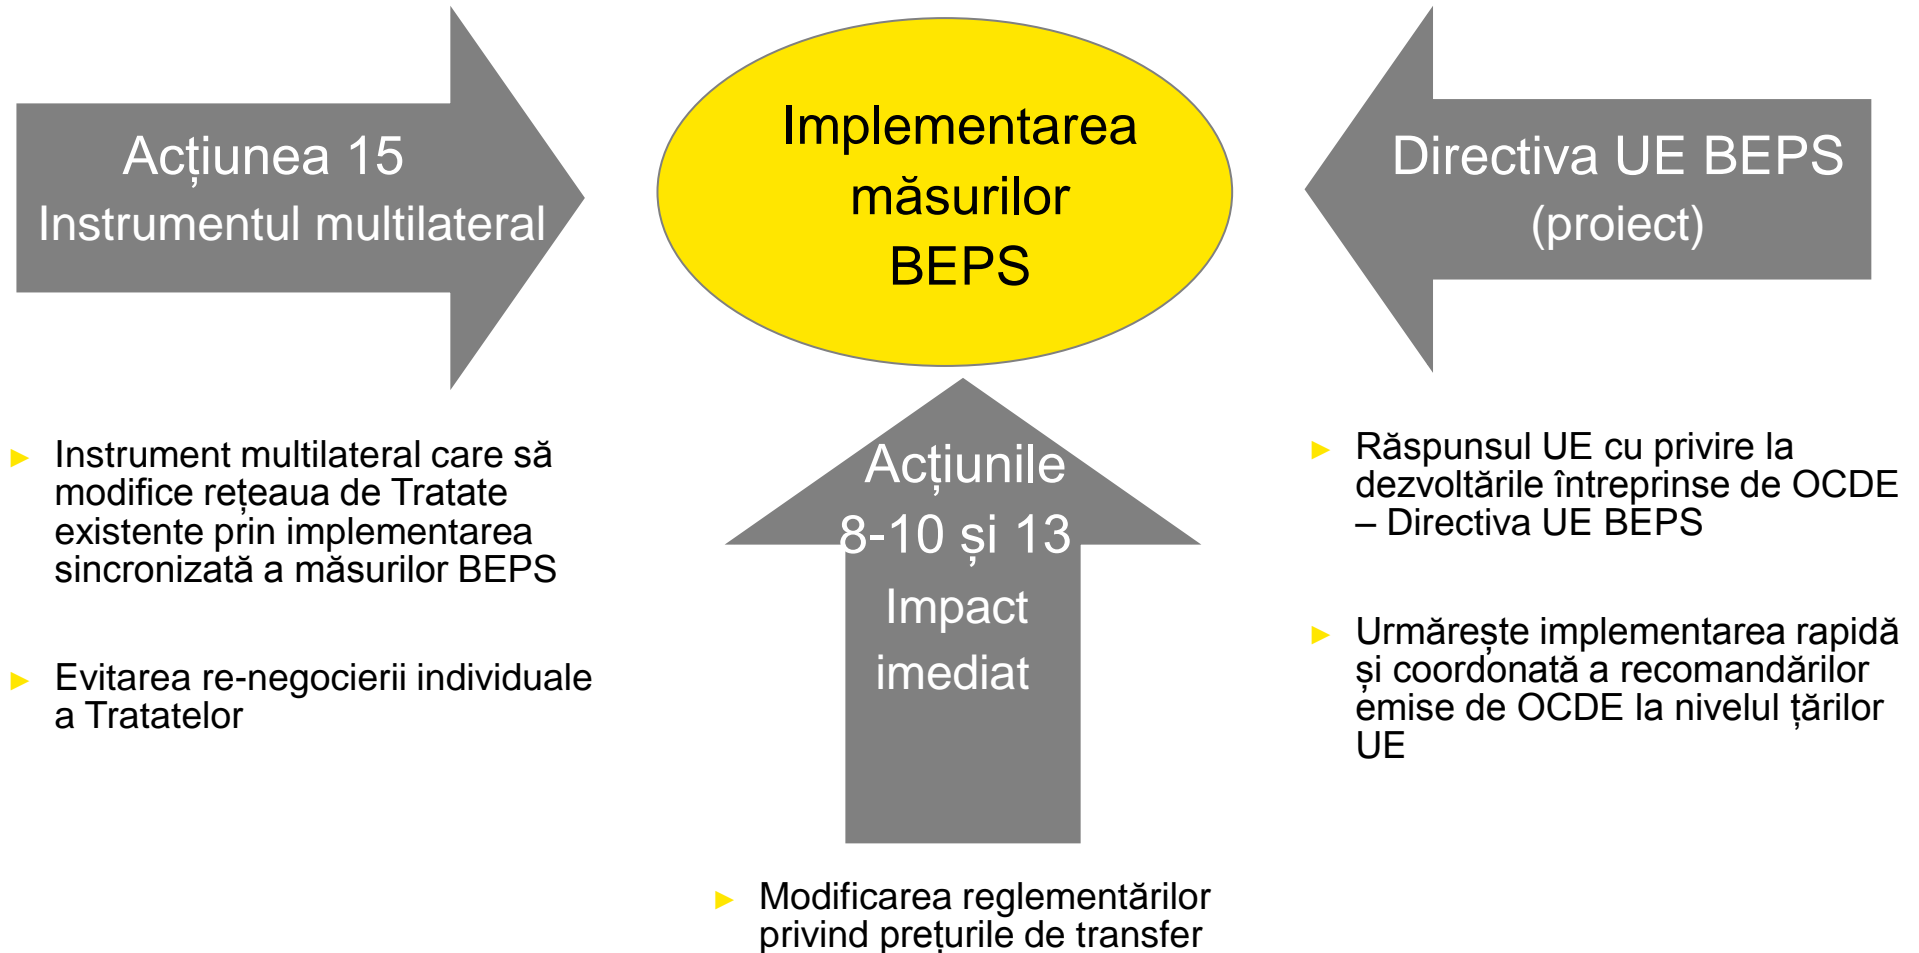 Acțiunea 15
Instrumentul multilateral
Implementarea
măsurilor
BEPS
Directiva UE BEPS
(proiect)
► Instrument multilateral care să
modifice rețeaua de Tratate
existente prin implementarea
sincronizată a măsurilor BEPS
► Evitarea re-negocierii individuale
a Tratatelor
Acțiunile
8-10 și 13
Impact
imediat
► Modificarea reglementărilor
privind prețurile de transfer
► Răspunsul UE cu privire la
dezvoltările întreprinse de OCDE
– Directiva UE BEPS
► Urmărește implementarea rapidă
și coordonată a recomandărilor
emise de OCDE la nivelul țărilor
UE